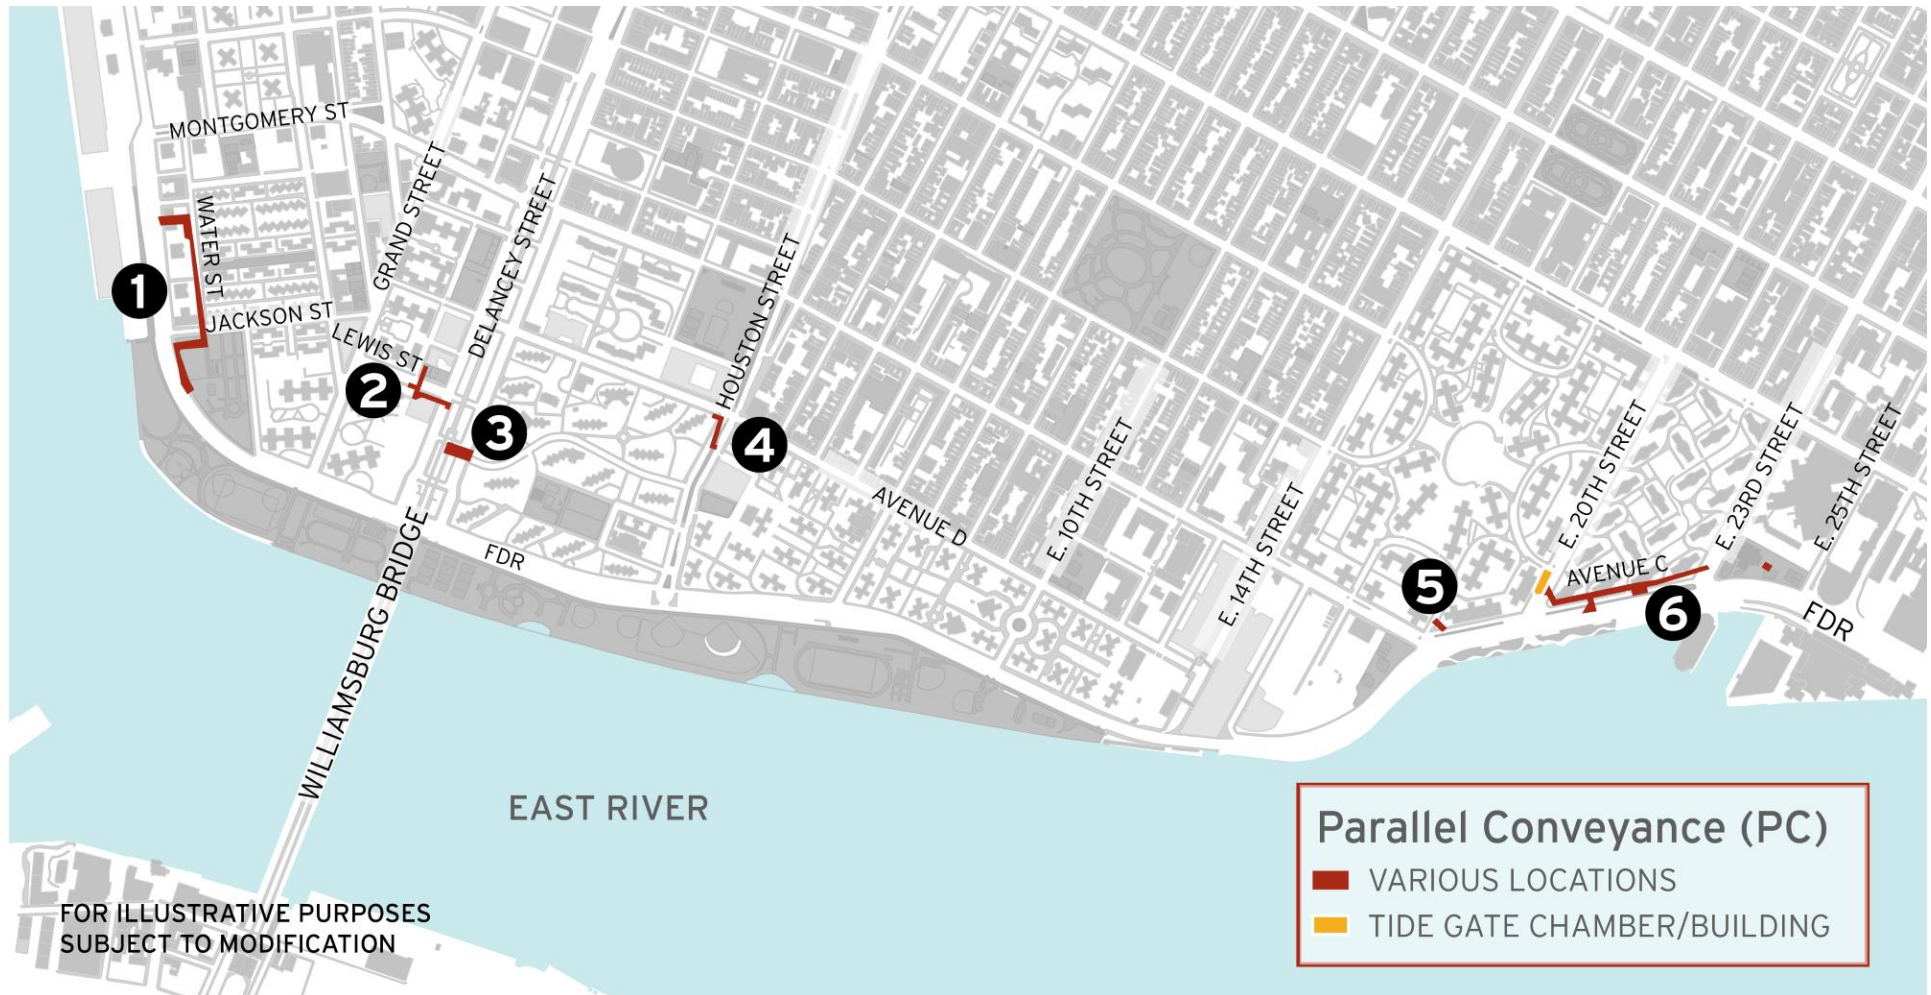 MONTGOMERY ST
WATER ST
JACKSON ST
GRAND STREET
LEWIS ST
DELANCEY STREET
HOUSTON STREET
1
2
3
4
AVENUE D
E. 10TH STREET
E. 14TH STREET
E. 20TH STREET
E. 23RD STREET
E. 25TH STREET
AVENUE C
5
6
FDR
FDR
WILLIAMSBURG BRIDGE
EAST RIVER
Parallel Conveyance (PC)
VARIOUS LOCATIONS
TIDE GATE CHAMBER/BUILDING
FOR ILLUSTRATIVE PURPOSES
SUBJECT TO MODIFICATION